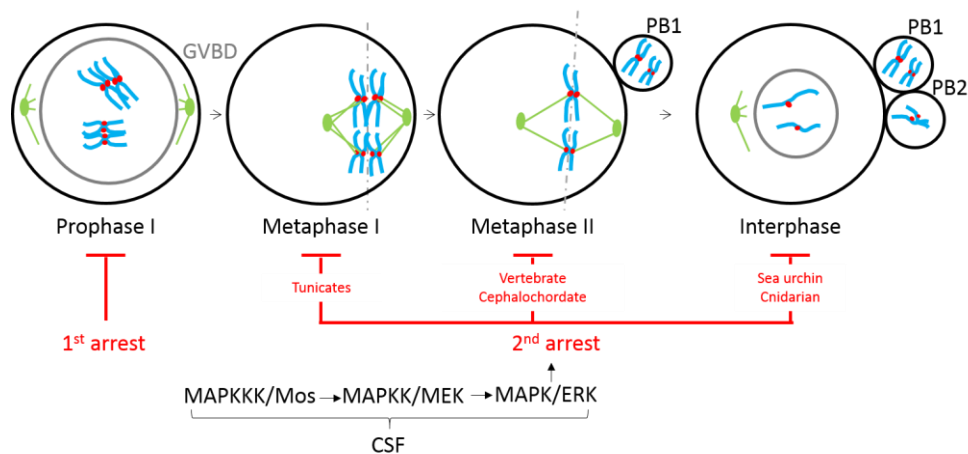 GVBD
PB1
PB1
PB2
Prophase I
Metaphase I
Metaphase II
Interphase
Tunicates
Vertebrate
Cephalochordate
Sea urchin
Cnidarian
1st arrest
2nd arrest
MAPKKK/Mos
MAPKK/MEK
MAPK/ERK
CSF